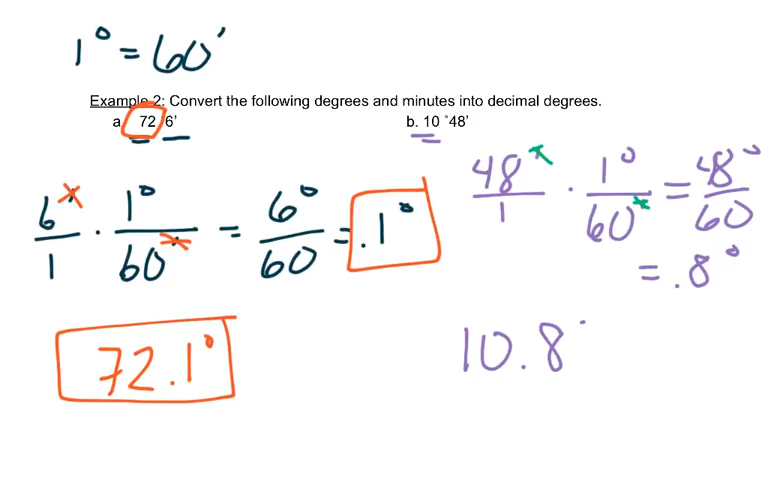 1° = 60'
Example 2: Convert the following degrees and minutes into decimal degrees.
a 72 6'
b. 10 °48'
6'/1 · 1°/60' = 6°/60 = .1°
48'/1 · 1°/60' = 48°/60
= .8°
72.1°
10.8°